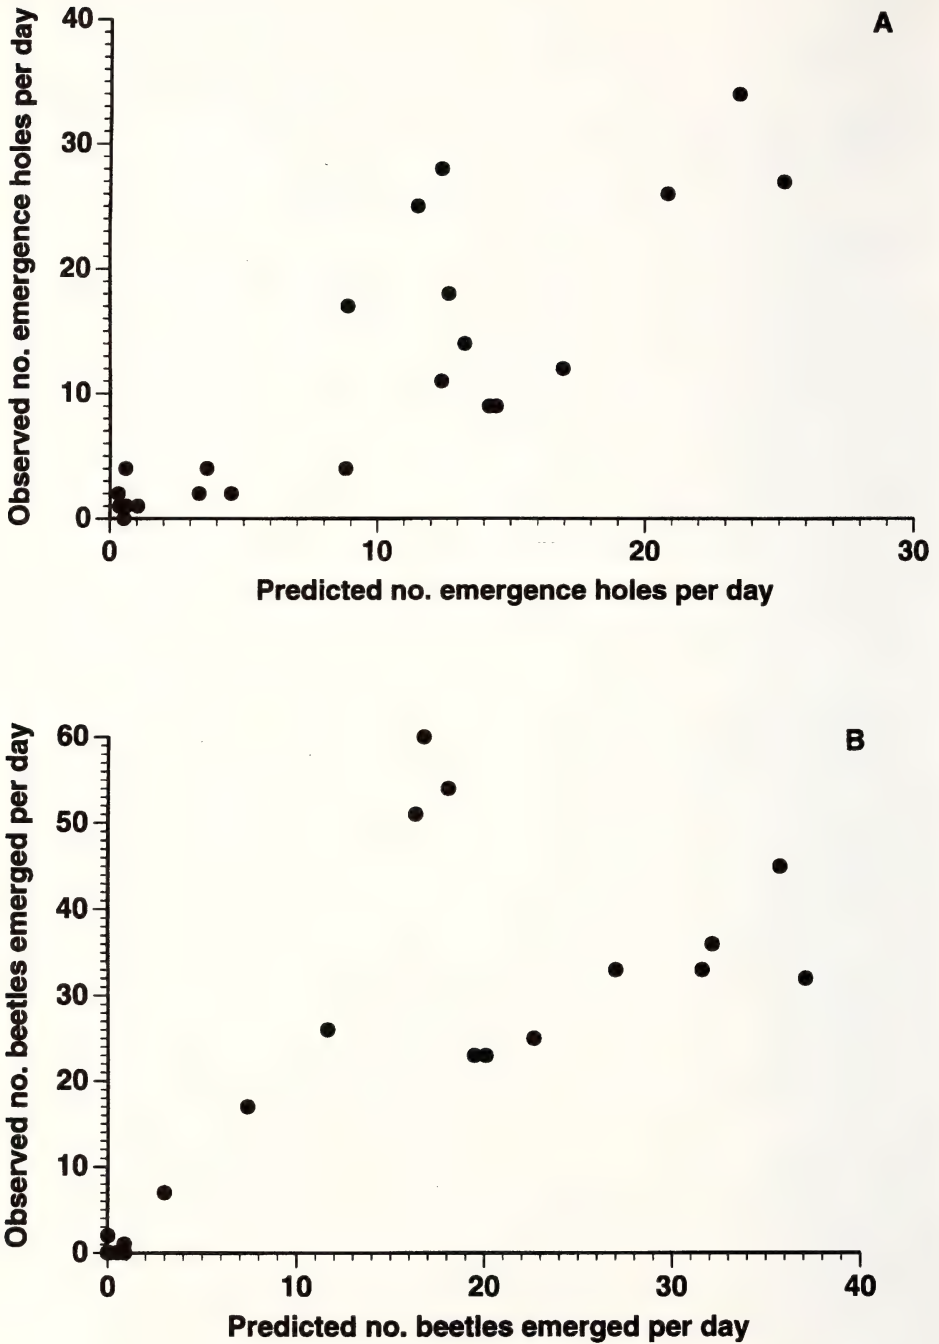 A
Observed no. emergence holes per day
40
30
20
10
0
0 10 20 30
Predicted no. emergence holes per day
B
Observed no. beetles emerged per day
60
50
40
30
20
10
0
0 10 20 30 40
Predicted no. beetles emerged per day